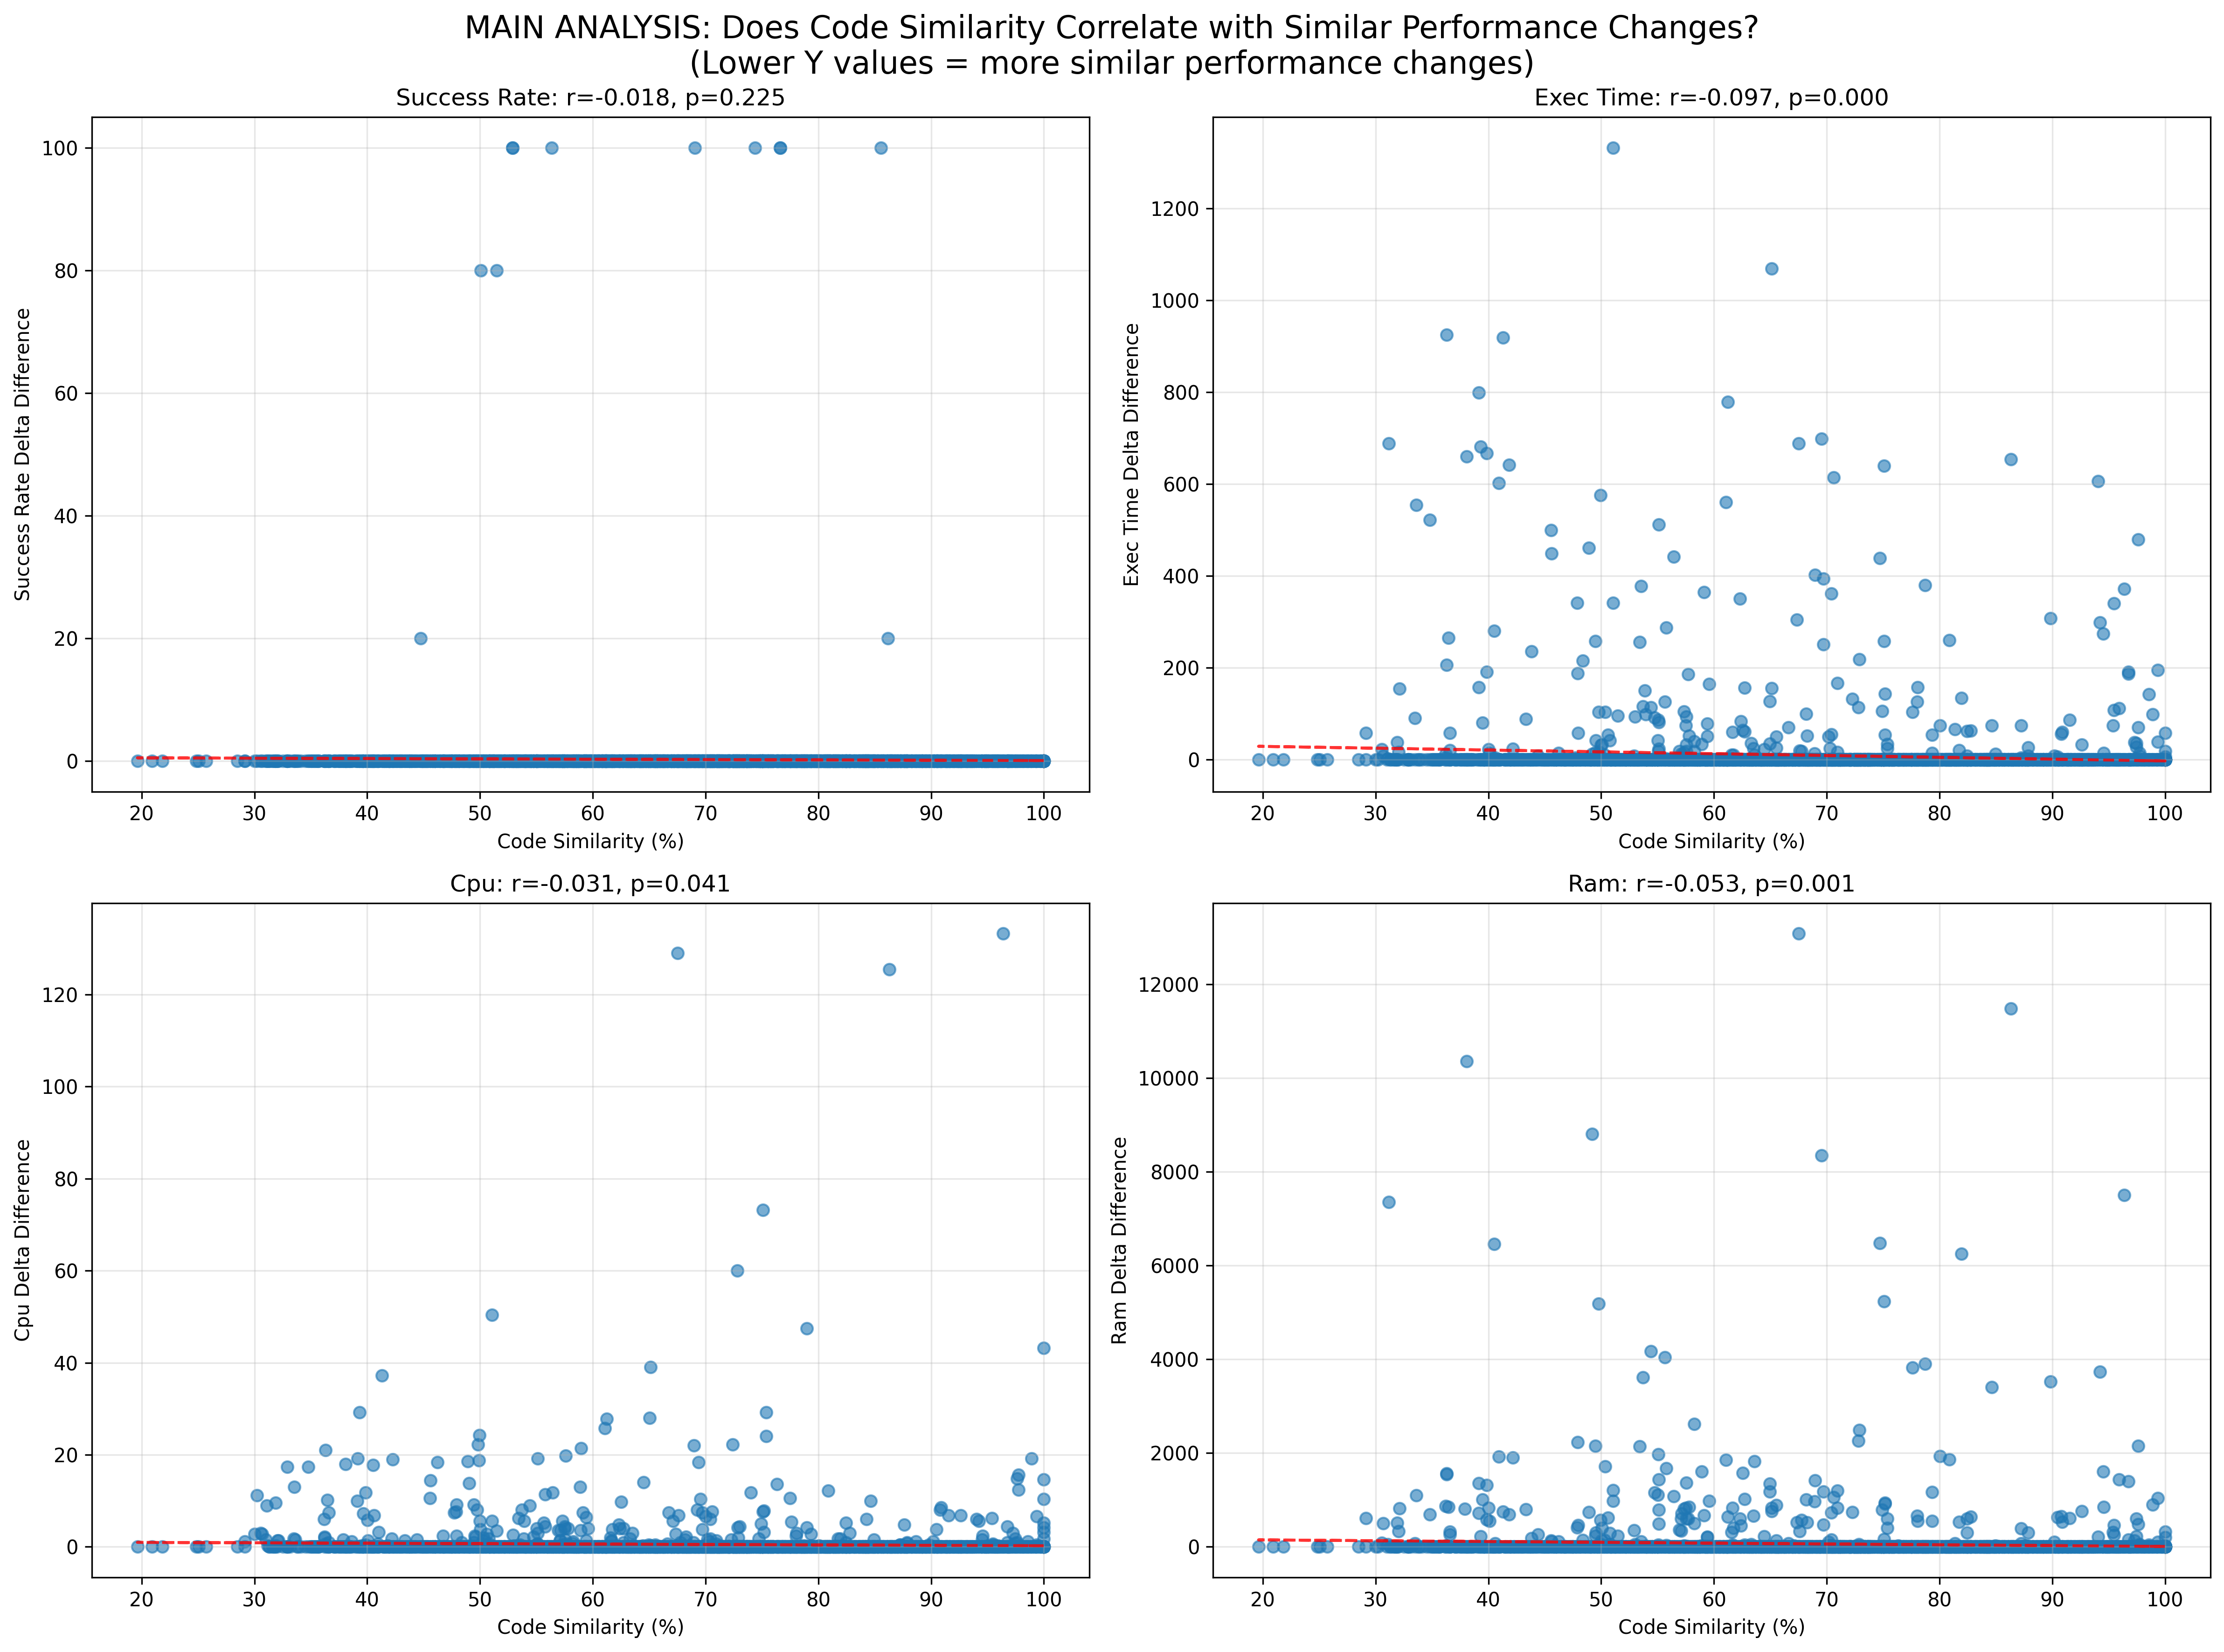 MAIN ANALYSIS: Does Code Similarity Correlate with Similar Performance Changes?
(Lower Y values = more similar performance changes)
Success Rate: r=-0.018, p=0.225
Success Rate Delta Difference
100
80
60
40
20
0
20 30 40 50 60 70 80 90 100
Code Similarity (%)
Exec Time: r=-0.097, p=0.000
Exec Time Delta Difference
1200
1000
800
600
400
200
0
20 30 40 50 60 70 80 90 100
Code Similarity (%)
Cpu: r=-0.031, p=0.041
Cpu Delta Difference
120
100
80
60
40
20
0
20 30 40 50 60 70 80 90 100
Code Similarity (%)
Ram: r=-0.053, p=0.001
Ram Delta Difference
12000
10000
8000
6000
4000
2000
0
20 30 40 50 60 70 80 90 100
Code Similarity (%)